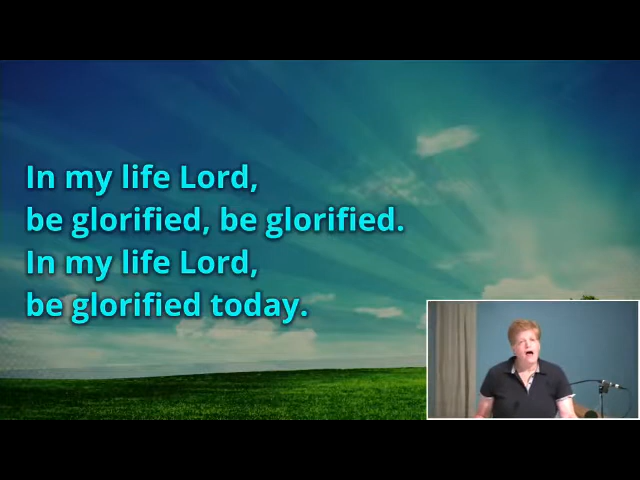 In my life Lord,
be glorified, be glorified.
In my life Lord,
be glorified today.